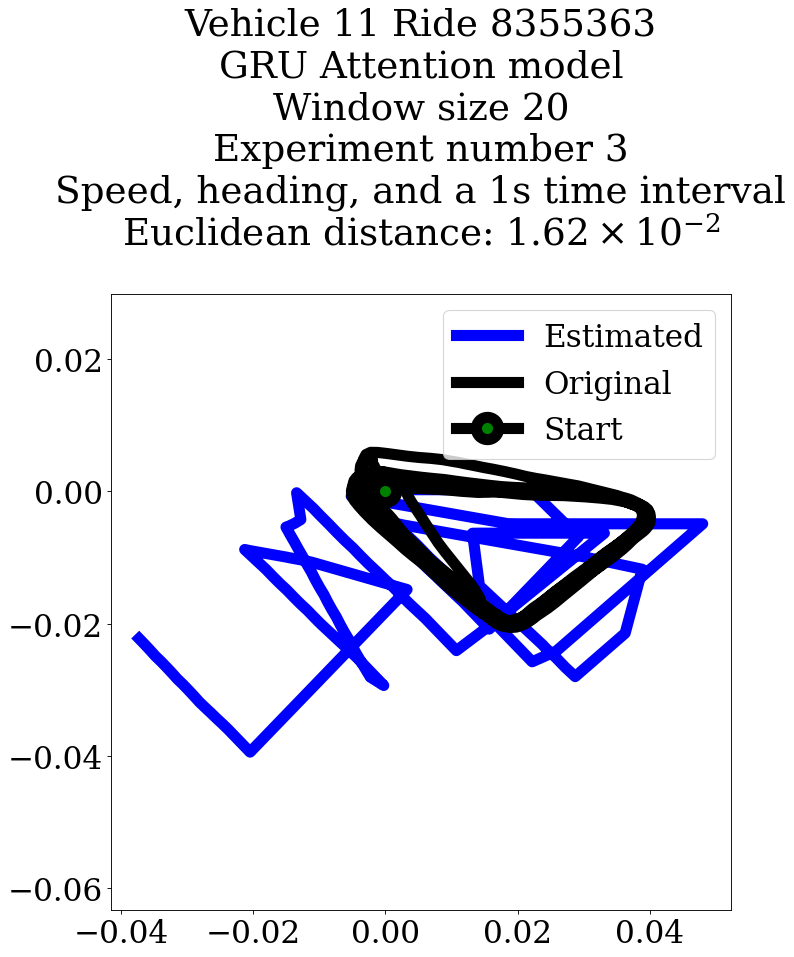 Vehicle 11 Ride 8355363
GRU Attention model
Window size 20
Experiment number 3
Speed, heading, and a 1s time interval
Euclidean distance: 1.62 × 10⁻²
Estimated
Original
Start
0.02
0.00
−0.02
−0.04
−0.06
−0.04 −0.02 0.00 0.02 0.04